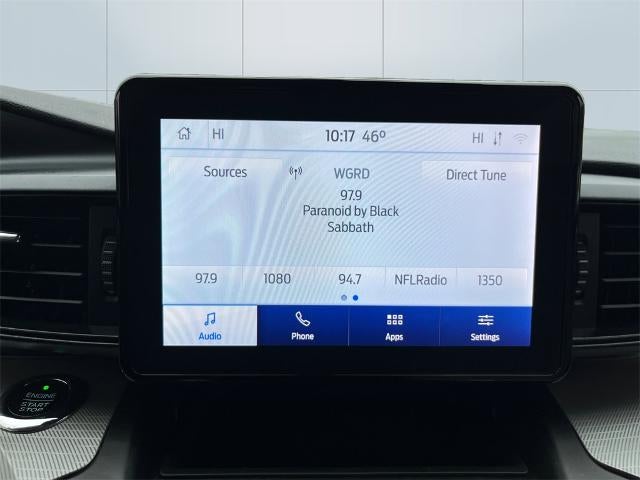 HI 10:17 46° HI
Sources WGRD Direct Tune
97.9
Paranoid by Black
Sabbath
97.9 1080 94.7 NFLRadio 1350
Audio Phone Apps Settings
ENGINE
START
STOP